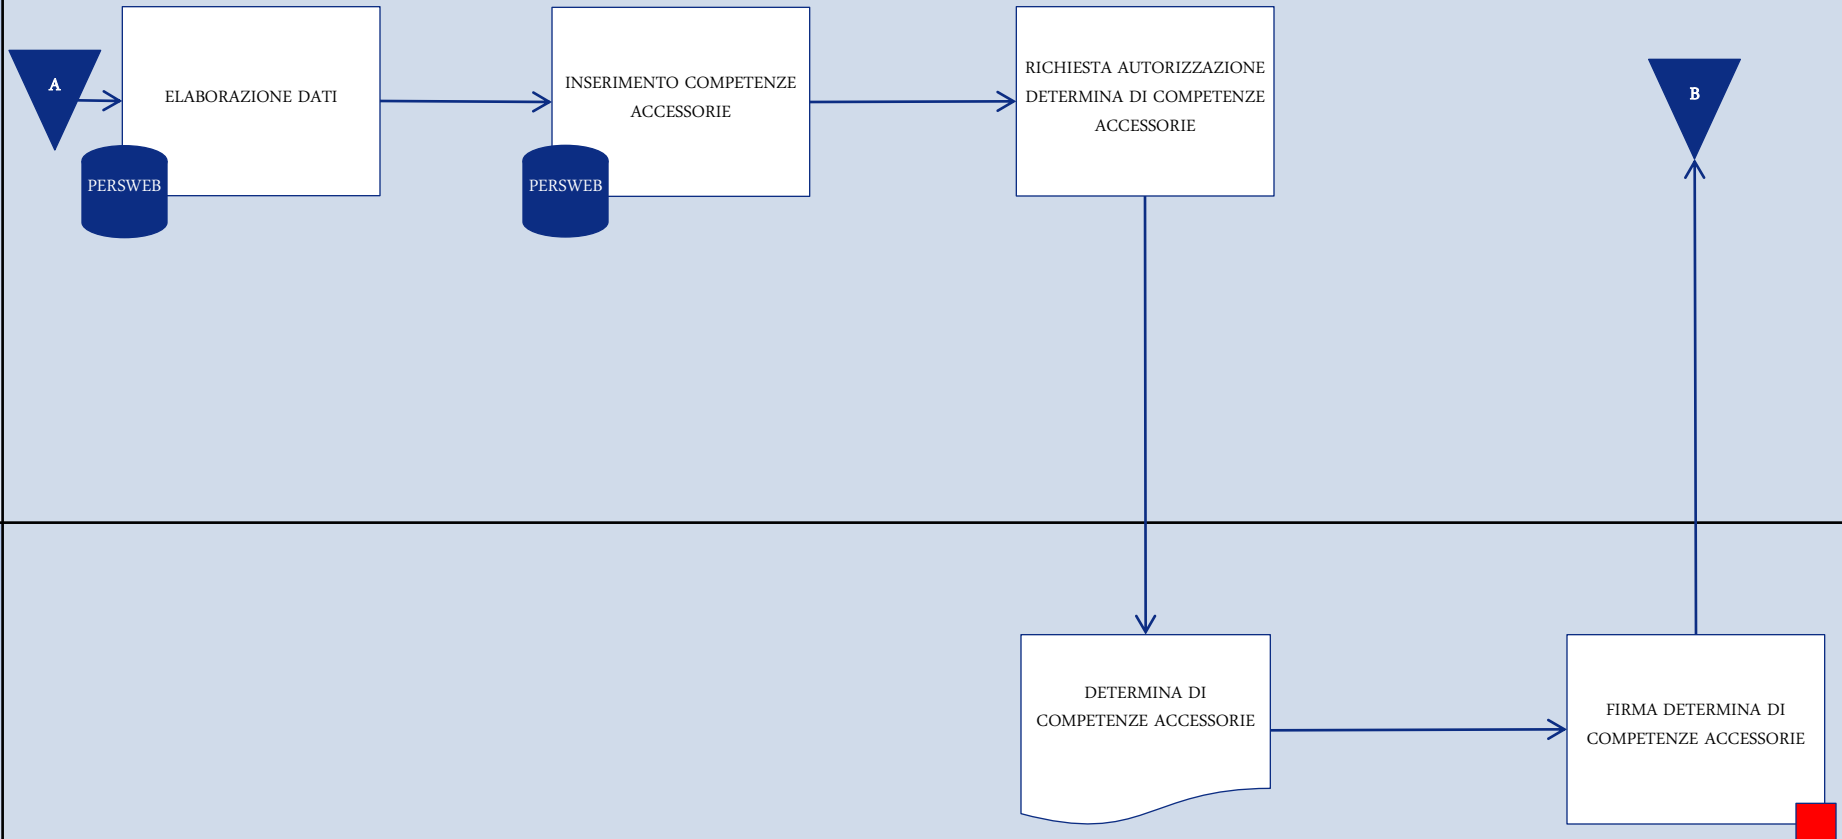 A
ELABORAZIONE DATI
PERSWEB
INSERIMENTO COMPETENZE
ACCESSORIE
PERSWEB
RICHIESTA AUTORIZZAZIONE
DETERMINA DI COMPETENZE
ACCESSORIE
B
DETERMINA DI
COMPETENZE ACCESSORIE
FIRMA DETERMINA DI
COMPETENZE ACCESSORIE